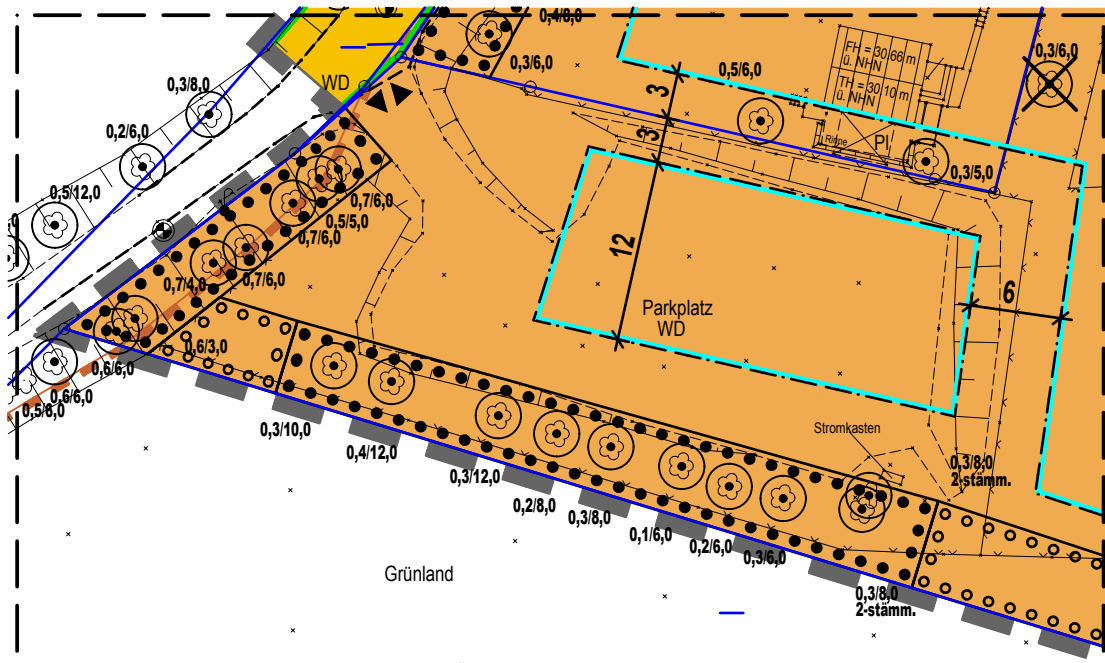 0,4/8,0
0,3/6,0
FH = 30,66 m
ü. NHN
TH = 30,10 m
ü. NHN
0,3/6,0
0,5/6,0
3
WD
0,3/8,0
0,2/6,0
3
Rinne
PI
0,3/5,0
0,5/12,0
0,7/6,0
0,5/5,0
0,7/6,0
0,7/6,0
12
0,7/4,0
6
Parkplatz
WD
0,6/3,0
0,6/6,0
0,6/6,0
0,5/8,0
0,3/10,0
Stromkasten
0,4/12,0
0,3/12,0
0,3/8,0
2-stämm.
0,2/8,0
0,3/8,0
0,1/6,0
0,2/6,0
0,3/6,0
Grünland
0,3/8,0
2-stämm.